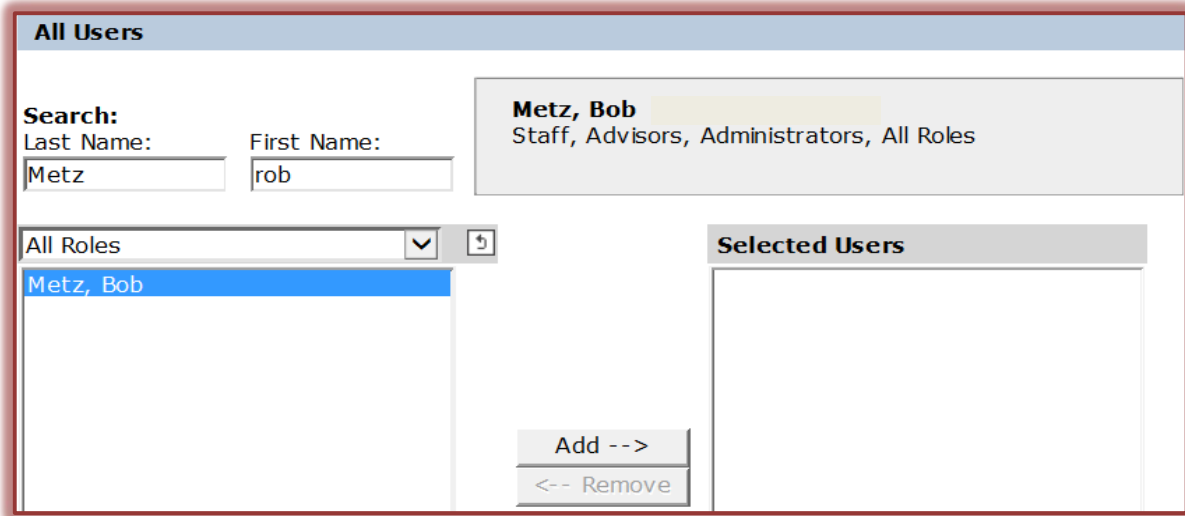 All Users
Search:
Last Name: First Name:
Metz rob
Metz, Bob
Staff, Advisors, Administrators, All Roles
All Roles
Metz, Bob
Selected Users
Add -->
<-- Remove